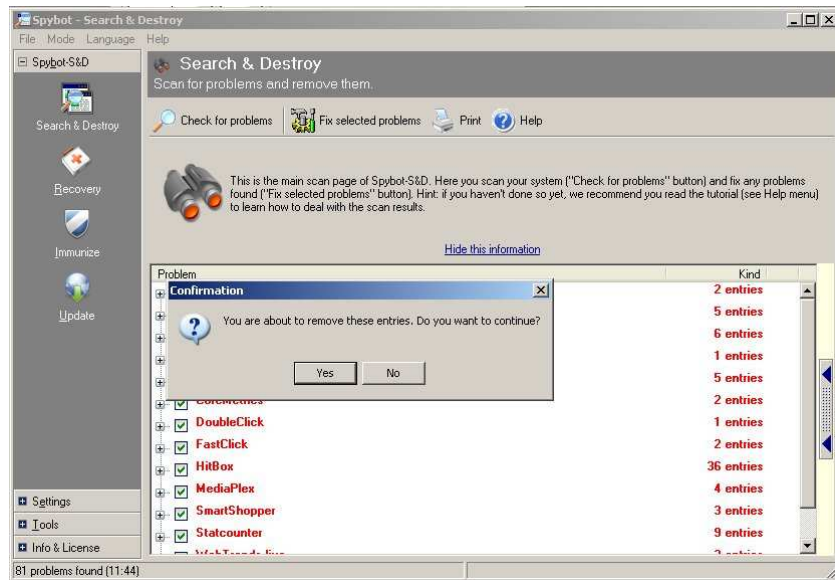 Spybot - Search & Destroy
File Mode Language Help
Spybot-S&D
Search & Destroy
Recovery
Immunize
Update
Settings
Tools
Info & License
Search & Destroy
Scan for problems and remove them.
Check for problems Fix selected problems Print Help
This is the main scan page of Spybot-S&D. Here you scan your system ("Check for problems" button) and fix any problems
found ("Fix selected problems" button). Hint: if you haven't done so yet, we recommend you read the tutorial (see Help menu)
to learn how to deal with the scan results.
Hide this information
Problem Kind
2 entries
5 entries
6 entries
1 entries
5 entries
Confirmation
You are about to remove these entries. Do you want to continue?
Yes No
2 entries
DoubleClick 1 entries
FastClick 2 entries
HitBox 36 entries
MediaPlex 4 entries
SmartShopper 3 entries
Statcounter 9 entries
81 problems found (11:44)